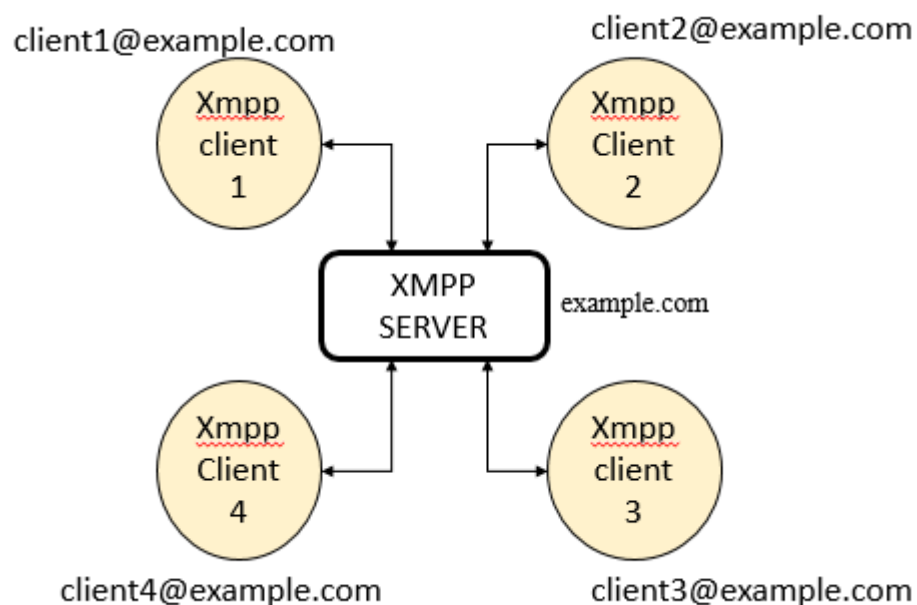 client1@example.com
client2@example.com
Xmpp
client
1
Xmpp
Client
2
XMPP
SERVER
example.com
Xmpp
Client
4
Xmpp
client
3
client4@example.com
client3@example.com